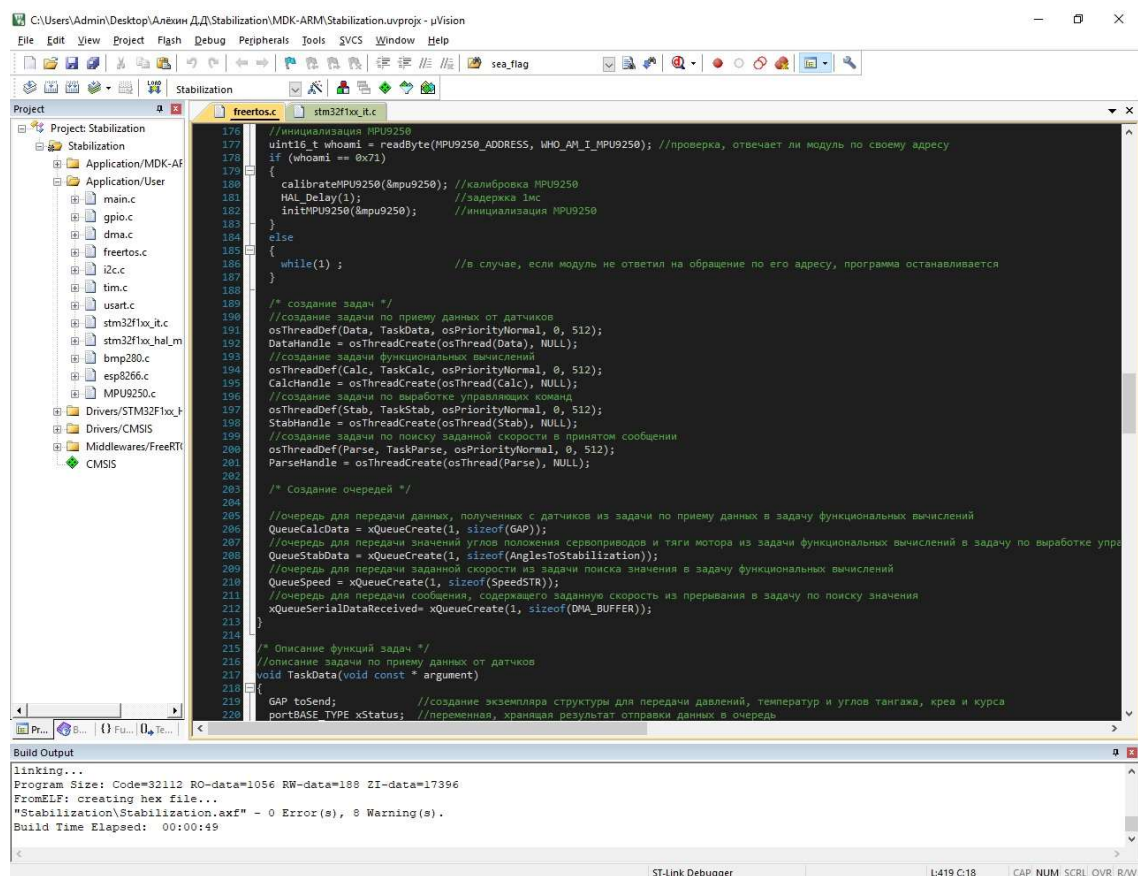 C:\Users\Admin\Desktop\Алёхин Д.Д\Stabilization\MDK-ARM\Stabilization.uvprojx - µVision
File Edit View Project Flash Debug Peripherals Tools SVCS Window Help
sea_flag
Stabilization
Project
freertos.c stm32f1xx_it.c
Project: Stabilization
Stabilization
Application/MDK-AF
Application/User
main.c
gpio.c
dma.c
freertos.c
i2c.c
tim.c
usart.c
stm32f1xx_it.c
stm32f1xx_hal_m
bmp280.c
esp8266.c
MPU9250.c
Drivers/STM32F1xx_H
Drivers/CMSIS
Middlewares/FreeRT
CMSIS
176 //инициализация MPU9250
177 uint16_t whoami = readByte(MPU9250_ADDRESS, WHO_AM_I_MPU9250); //проверка, отвечает ли модуль по своему адресу
178 if (whoami == 0x71)
179 {
180 calibrateMPU9250(&mpu9250); //калибровка MPU9250
181 HAL_Delay(1); //задержка 1мс
182 initMPU9250(&mpu9250); //инициализация MPU9250
183 }
184 else
185 {
186 while(1) ; //в случае, если модуль не ответил на обращение по его адресу, программа останавливается
187 }
188
189 /* создание задач */
190 //создание задачи по приему данных от датчиков
191 osThreadDef(Data, TaskData, osPriorityNormal, 0, 512);
192 DataHandle = osThreadCreate(osThread(Data), NULL);
193 //создание задачи функциональных вычислений
194 osThreadDef(Calc, TaskCalc, osPriorityNormal, 0, 512);
195 CalcHandle = osThreadCreate(osThread(Calc), NULL);
196 //создание задачи по выработке управляющих команд
197 osThreadDef(Stab, TaskStab, osPriorityNormal, 0, 512);
198 StabHandle = osThreadCreate(osThread(Stab), NULL);
199 //создание задачи по поиску заданной скорости в принятом сообщении
200 osThreadDef(Parse, TaskParse, osPriorityNormal, 0, 512);
201 ParseHandle = osThreadCreate(osThread(Parse), NULL);
202
203 /* Создание очередей */
204
205 //очередь для передачи данных, полученных с датчиков из задачи по приему данных в задачу функциональных вычислений
206 QueueCalcData = xQueueCreate(1, sizeof(GAP));
207 //очередь для передачи значений углов положения сервоприводов и тяги мотора из задачи функциональных вычислений в задачу по выработке упра
208 QueueStabData = xQueueCreate(1, sizeof(AnglesToStabilization));
209 //очередь для передачи заданной скорости из задачи поиска значения в задачу функциональных вычислений
210 QueueSpeed = xQueueCreate(1, sizeof(SpeedSTR));
211 //очередь для передачи сообщения, содержащего заданную скорость из прерывания в задачу по поиску значения
212 xQueueSerialDataReceived= xQueueCreate(1, sizeof(DMA_BUFFER));
213 }
214
215 /* Описание функций задач */
216 //описание задачи по приему данных от датчков
217 void TaskData(void const * argument)
218 {
219 GAP toSend; //создание экземпляра структуры для передачи давлений, температур и углов тангажа, креа и курса
220 portBASE_TYPE xStatus; //переменная, хранящая результат отправки данных в очередь
Pr... B... {} Fu... Te...
Build Output
linking...
Program Size: Code=32112 RO-data=1056 RW-data=188 ZI-data=17396
FromELF: creating hex file...
"Stabilization\Stabilization.axf" - 0 Error(s), 8 Warning(s).
Build Time Elapsed: 00:00:49
ST-Link Debugger L:419 C:18 CAP NUM SCRL OVR R/W